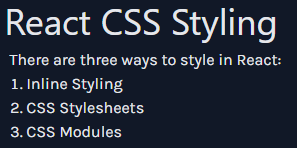 React CSS Styling
There are three ways to style in React:
1. Inline Styling
2. CSS Stylesheets
3. CSS Modules